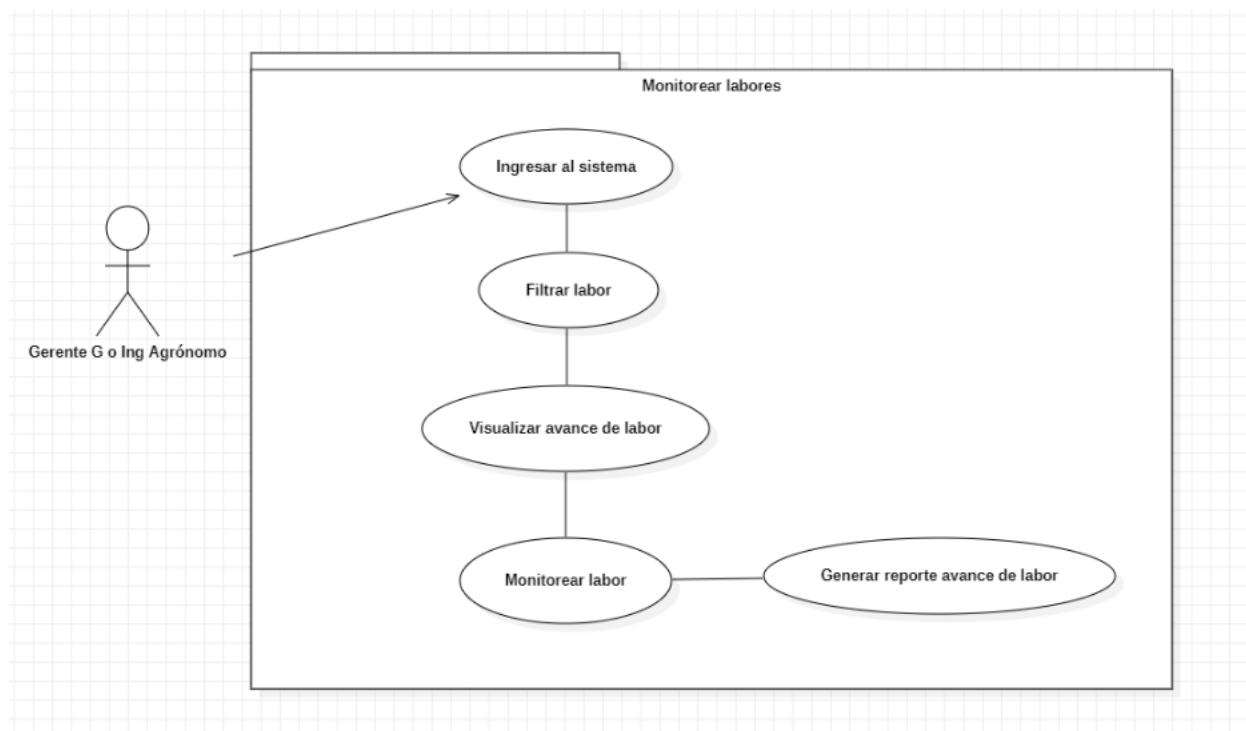 Monitorear labores
Ingresar al sistema
Filtrar labor
Gerente G o Ing Agrónomo
Visualizar avance de labor
Monitorear labor
Generar reporte avance de labor